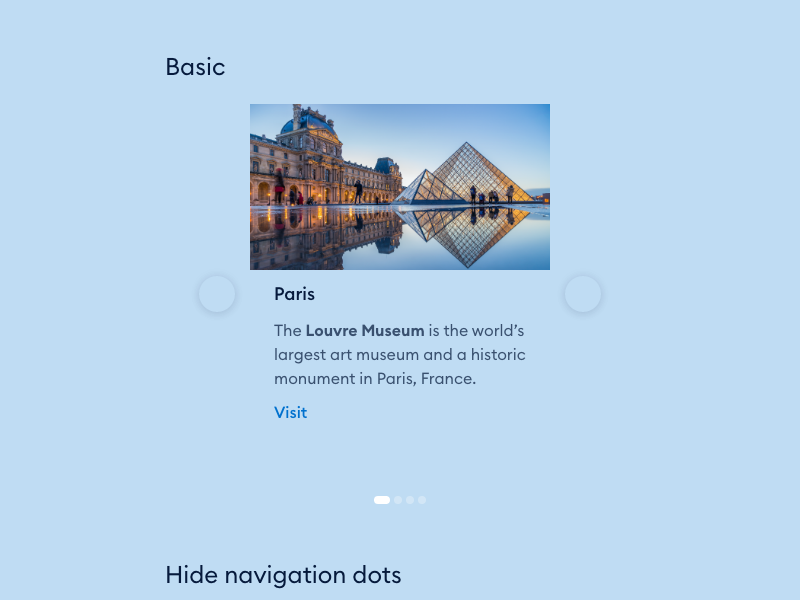 Basic
Paris
The Louvre Museum is the world’s
largest art museum and a historic
monument in Paris, France.
Visit
Hide navigation dots